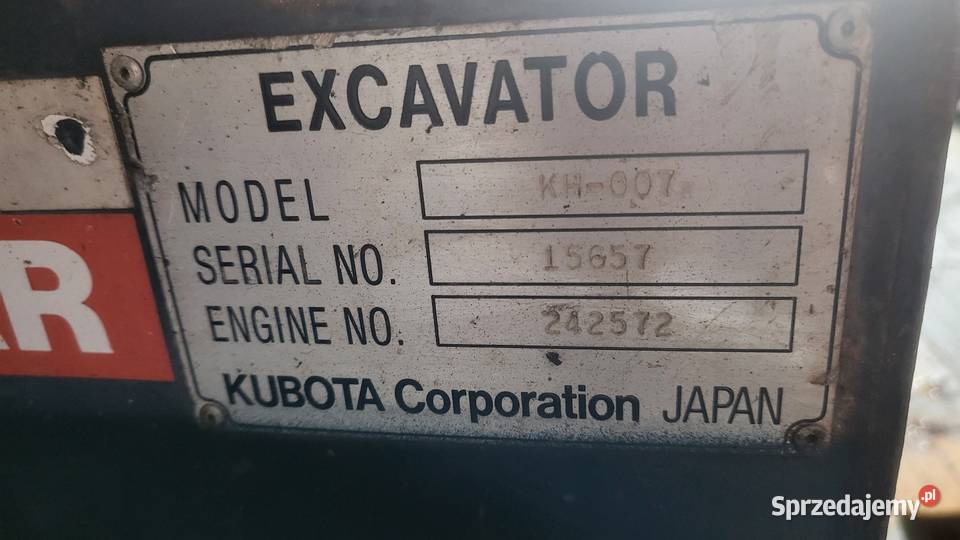 EXCAVATOR
MODEL KH-007
SERIAL NO. 15657
ENGINE NO. 242572
KUBOTA Corporation JAPAN
AR
Sprzedajemy.pl